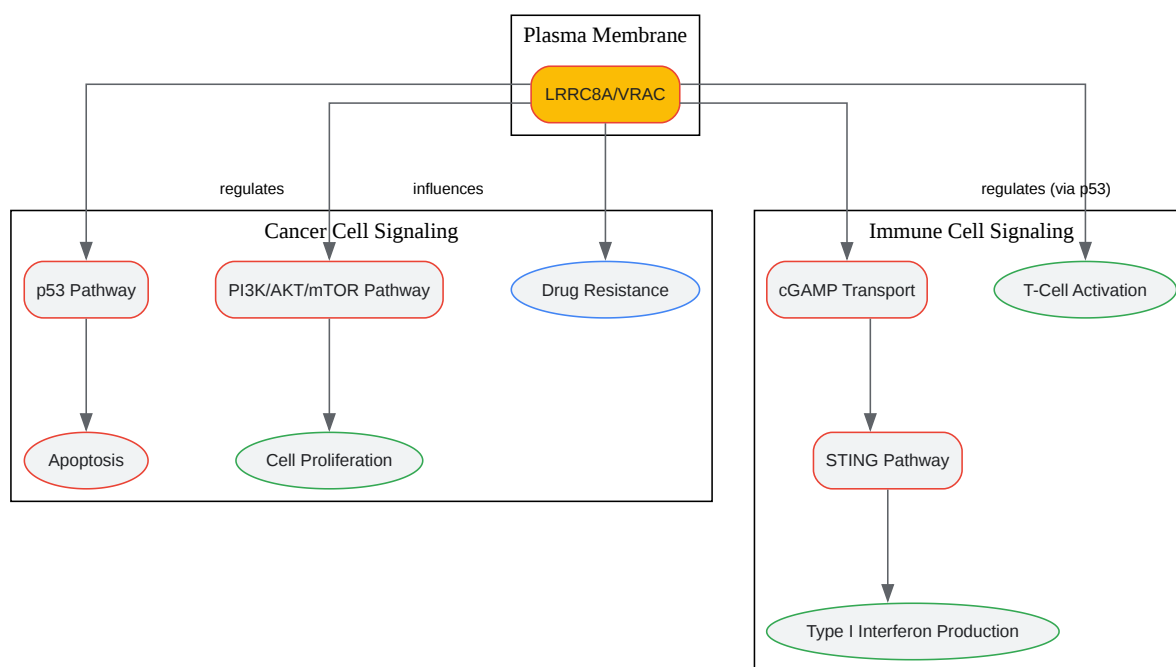 Plasma Membrane
LRRC8A/VRAC
regulates
influences
regulates (via p53)
Cancer Cell Signaling
Immune Cell Signaling
p53 Pathway
PI3K/AKT/mTOR Pathway
Drug Resistance
cGAMP Transport
T-Cell Activation
Apoptosis
Cell Proliferation
STING Pathway
Type I Interferon Production